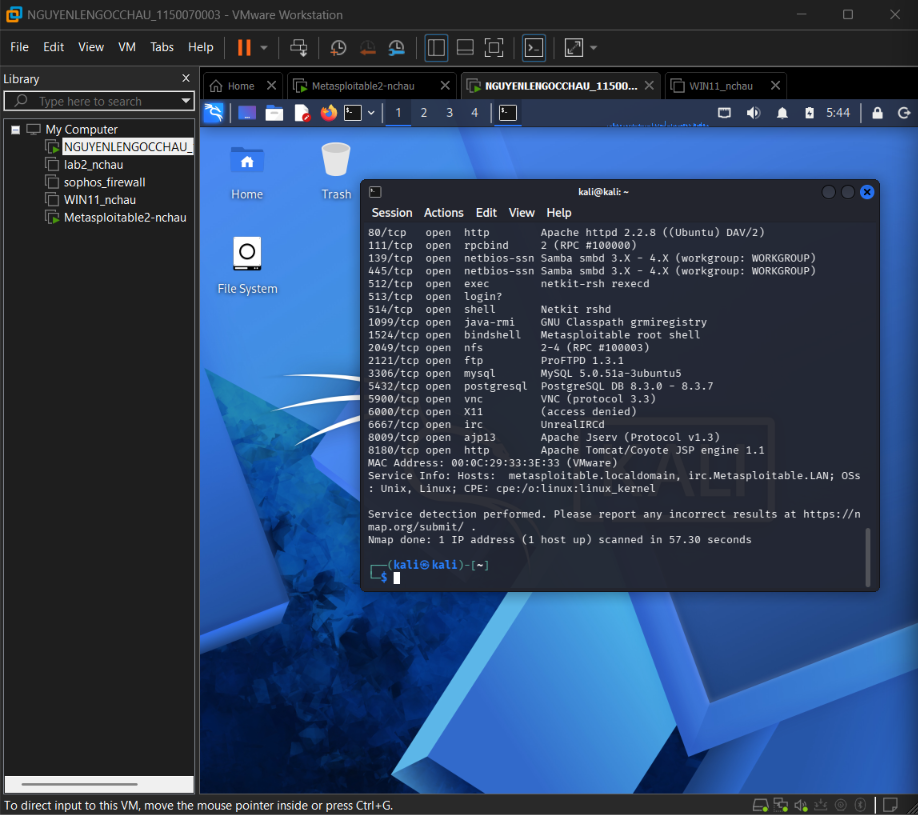 NGUYENLENGOCCHAU_1150070003 - VMware Workstation
File Edit View VM Tabs Help
Library
Type here to search
My Computer
NGUYENLENGOCCHAU_
lab2_nchau
sophos_firewall
WIN11_nchau
Metasploitable2-nchau
Home
Metasploitable2-nchau
NGUYENLENGOCCHAU_11500...
WIN11_nchau
1 2 3 4
5:44
Home
Trash
File System
kali@kali: ~
Session Actions Edit View Help
80/tcp open http Apache httpd 2.2.8 ((Ubuntu) DAV/2)
111/tcp open rpcbind 2 (RPC #100000)
139/tcp open netbios-ssn Samba smbd 3.X - 4.X (workgroup: WORKGROUP)
445/tcp open netbios-ssn Samba smbd 3.X - 4.X (workgroup: WORKGROUP)
512/tcp open exec netkit-rsh rexecd
513/tcp open login?
514/tcp open shell Netkit rshd
1099/tcp open java-rmi GNU Classpath grmiregistry
1524/tcp open bindshell Metasploitable root shell
2049/tcp open nfs 2-4 (RPC #100003)
2121/tcp open ftp ProFTPD 1.3.1
3306/tcp open mysql MySQL 5.0.51a-3ubuntu5
5432/tcp open postgresql PostgreSQL DB 8.3.0 - 8.3.7
5900/tcp open vnc VNC (protocol 3.3)
6000/tcp open X11 (access denied)
6667/tcp open irc UnrealIRCd
8009/tcp open ajp13 Apache Jserv (Protocol v1.3)
8180/tcp open http Apache Tomcat/Coyote JSP engine 1.1
MAC Address: 00:0C:29:33:3E:33 (VMware)
Service Info: Hosts:  metasploitable.localdomain, irc.Metasploitable.LAN; OSs
: Unix, Linux; CPE: cpe:/o:linux:linux_kernel
Service detection performed. Please report any incorrect results at https://n
map.org/submit/ .
Nmap done: 1 IP address (1 host up) scanned in 57.30 seconds
┌──(kali㉿kali)-[~]
└─$
KALI
To direct input to this VM, move the mouse pointer inside or press Ctrl+G.